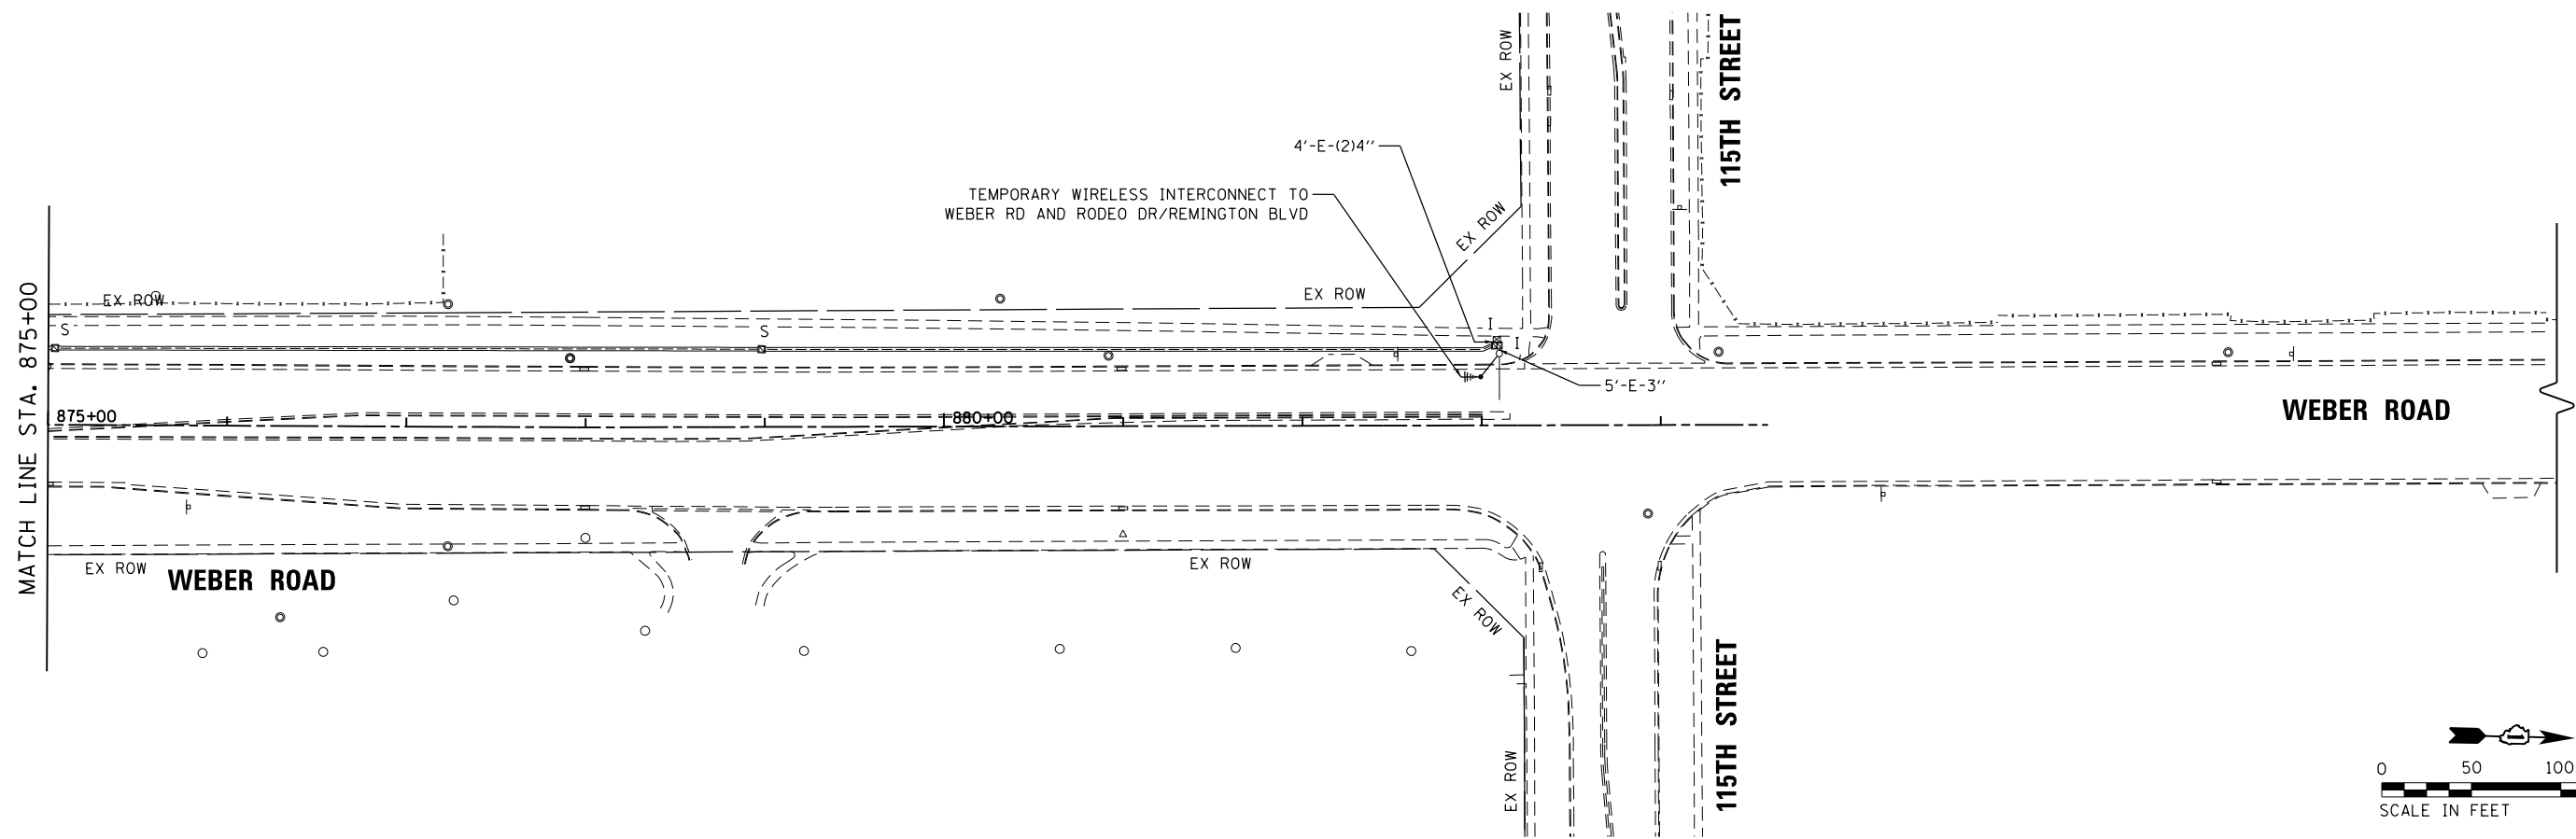 EX ROW
115TH STREET
4'-E-(2)4"
TEMPORARY WIRELESS INTERCONNECT TO
WEBER RD AND RODEO DR/REMINGTON BLVD
EX ROW
EX ROW
EX ROW
MATCH LINE STA. 875+00
S
S
I
I
5'-E-3"
875+00
880+00
WEBER ROAD
EX ROW
WEBER ROAD
EX ROW
EX ROW
115TH STREET
EX ROW
0 50 100
SCALE IN FEET